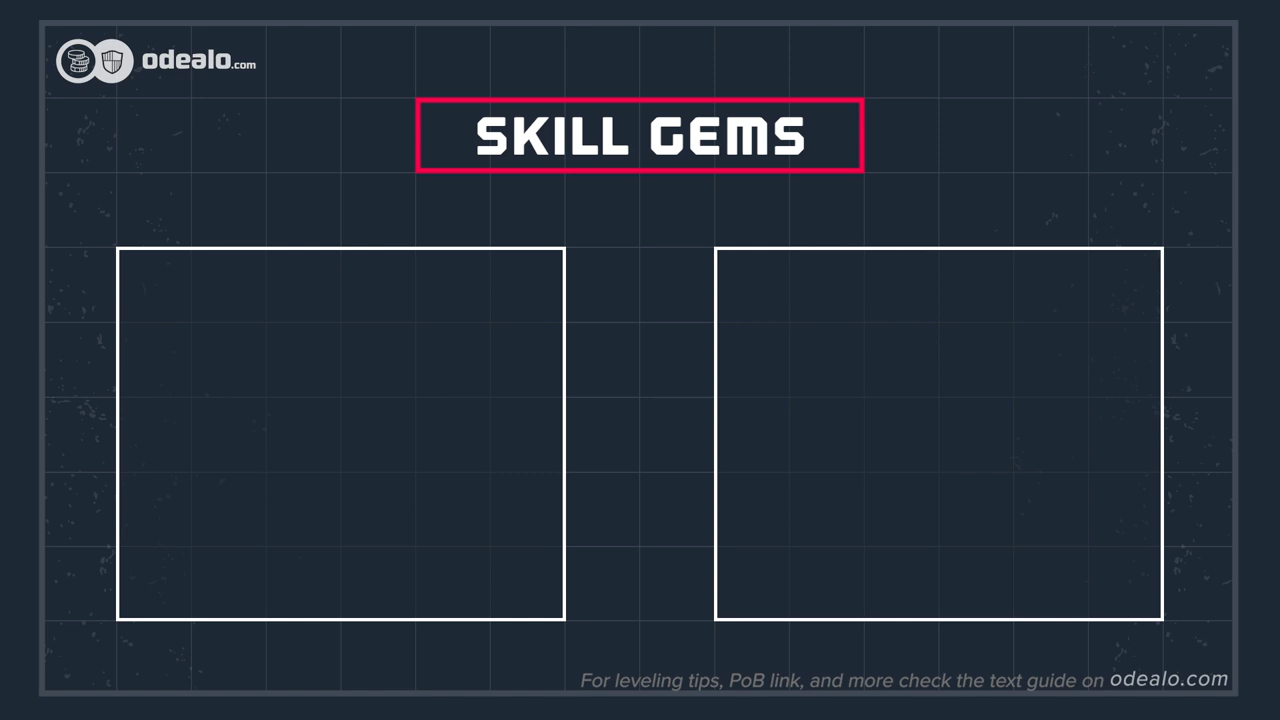 odealo.com
SKILL GEMS
For leveling tips, PoB link, and more check the text guide on odealo.com